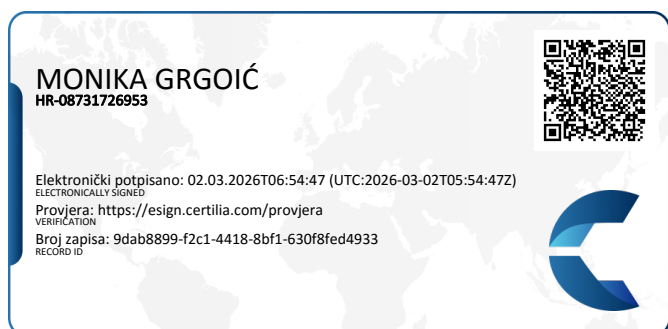 MONIKA GRGOIĆ
HR-08731726953
Elektronički potpisano: 02.03.2026T06:54:47 (UTC:2026-03-02T05:54:47Z)
ELECTRONICALLY SIGNED
Provjera: https://esign.certilia.com/provjera
VERIFICATION
Broj zapisa: 9dab8899-f2c1-4418-8bf1-630f8fed4933
RECORD ID